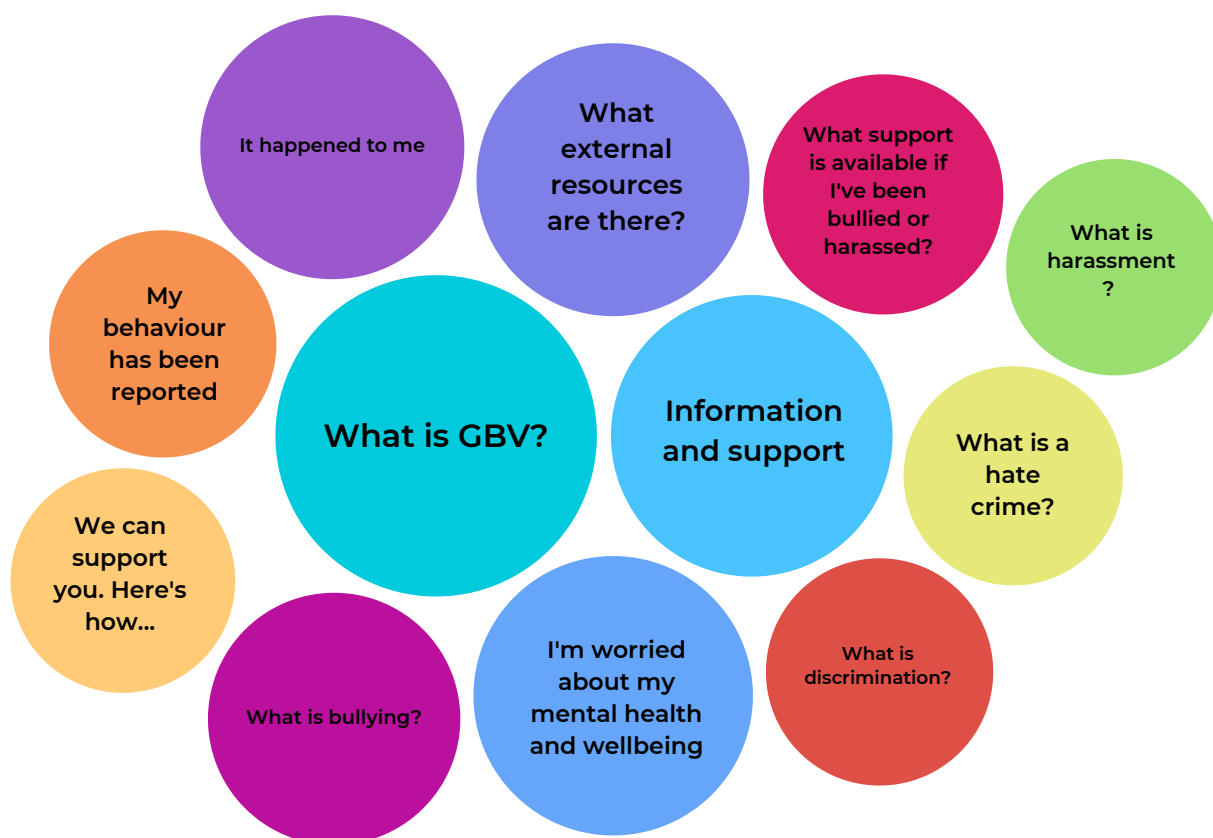 It happened to me
What
external
resources
are there?
What support
is available if
I've been
bullied or
harassed?
What is
harassment
?
My
behaviour
has been
reported
What is GBV?
Information
and support
What is a
hate
crime?
We can
support
you. Here's
how...
What is bullying?
I'm worried
about my
mental health
and wellbeing
What is
discrimination?